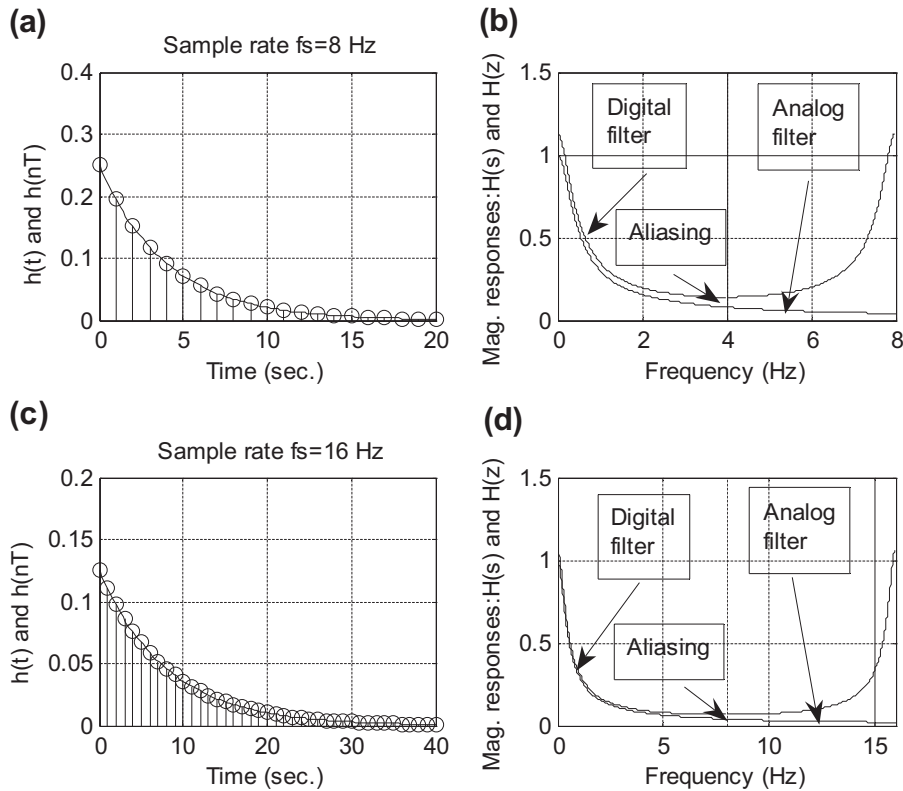 (a)
Sample rate fs=8 Hz
h(t) and h(nT)
0.4
0.3
0.2
0.1
0
0
5
10
15
20
Time (sec.)
(b)
Mag. responses:H(s) and H(z)
1.5
1
0.5
0
Digital
filter
Analog
filter
Aliasing
0
2
4
6
8
Frequency (Hz)
(c)
Sample rate fs=16 Hz
h(t) and h(nT)
0.2
0.15
0.1
0.05
0
0
10
20
30
40
Time (sec.)
(d)
Mag. responses:H(s) and H(z)
1.5
1
0.5
0
Digital
filter
Analog
filter
Aliasing
0
5
10
15
Frequency (Hz)